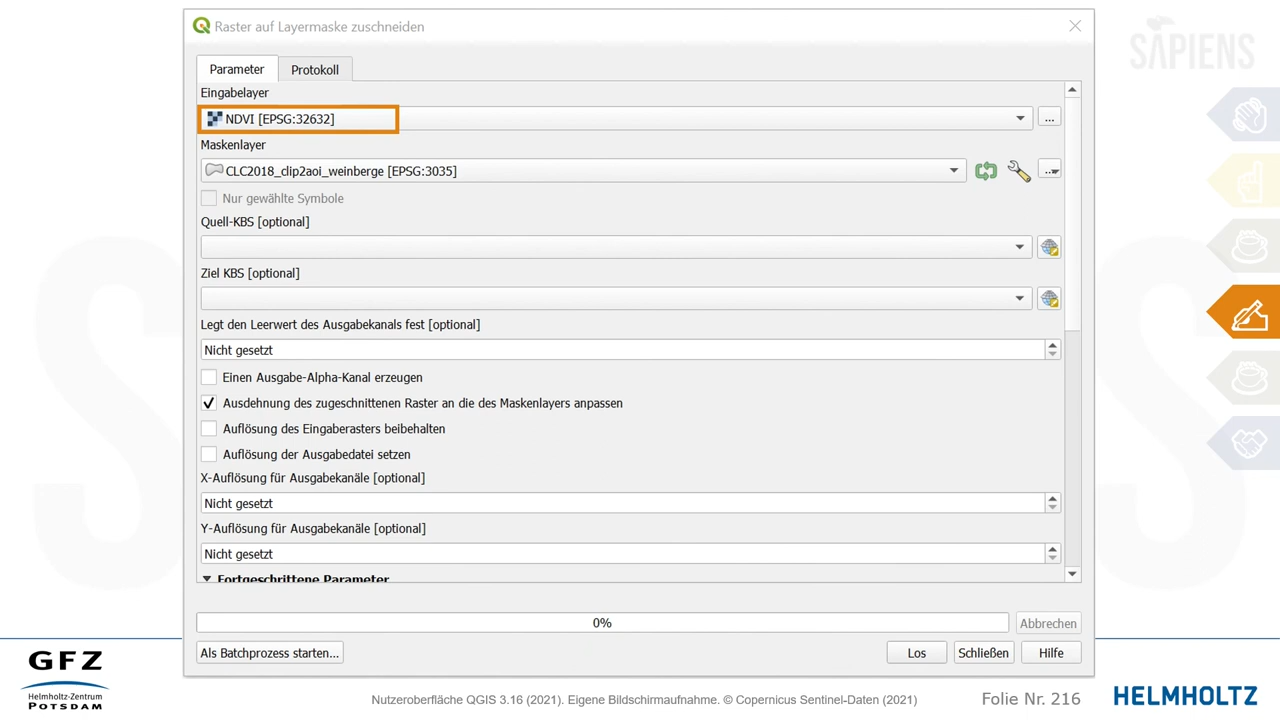 Raster auf Layermaske zuschneiden
SAPIENS
Parameter
Protokoll
Eingabelayer
NDVI [EPSG:32632]
...
Maskenlayer
CLC2018_clip2aoi_weinberge [EPSG:3035]
...
Nur gewählte Symbole
Quell-KBS [optional]
Ziel KBS [optional]
Legt den Leerwert des Ausgabekanals fest [optional]
Nicht gesetzt
Einen Ausgabe-Alpha-Kanal erzeugen
Ausdehnung des zugeschnittenen Raster an die des Maskenlayers anpassen
Auflösung des Eingaberasters beibehalten
Auflösung der Ausgabedatei setzen
X-Auflösung für Ausgabekanäle [optional]
Nicht gesetzt
Y-Auflösung für Ausgabekanäle [optional]
Nicht gesetzt
Fortgeschrittene Parameter
0%
Abbrechen
Als Batchprozess starten...
Los
Schließen
Hilfe
GFZ
Helmholtz-Zentrum
POTSDAM
Nutzeroberfläche QGIS 3.16 (2021). Eigene Bildschirmaufnahme. © Copernicus Sentinel-Daten (2021)
Folie Nr. 216
HELMHOLTZ